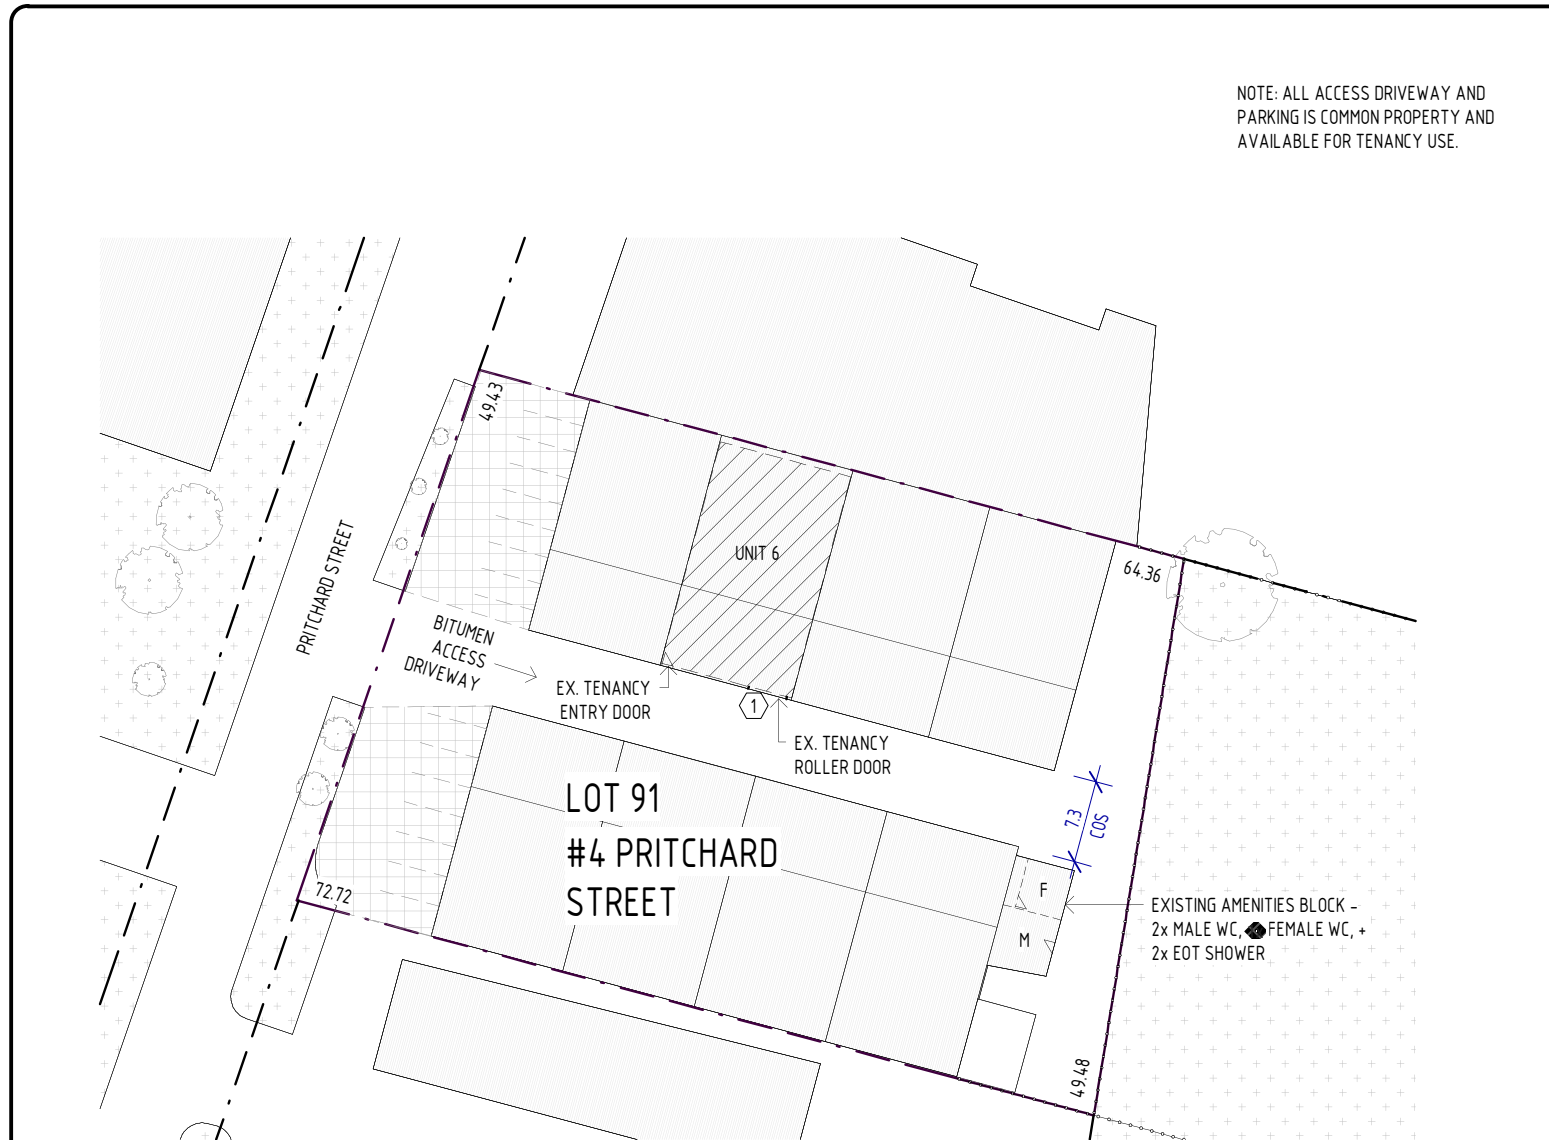 NOTE: ALL ACCESS DRIVEWAY AND
PARKING IS COMMON PROPERTY AND
AVAILABLE FOR TENANCY USE.
49.43
PRITCHARD STREET
UNIT 6
64.36
BITUMEN
ACCESS
DRIVEWAY
EX. TENANCY
ENTRY DOOR
1
EX. TENANCY
ROLLER DOOR
LOT 91
#4 PRITCHARD
STREET
7.3
COS
72.72
F
M
EXISTING AMENITIES BLOCK -
2x MALE WC, FEMALE WC, +
2x EOT SHOWER
49.48